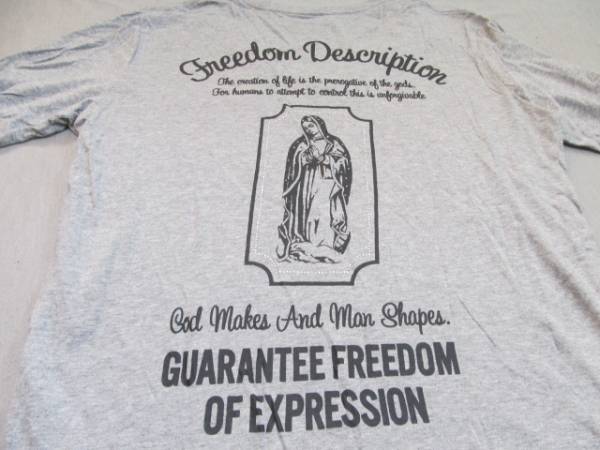 Freedom Description
The creation of life is the prerogative of the gods.
For humans to attempt to control this is unforgivable
God Makes And Man Shapes.
GUARANTEE FREEDOM
OF EXPRESSION